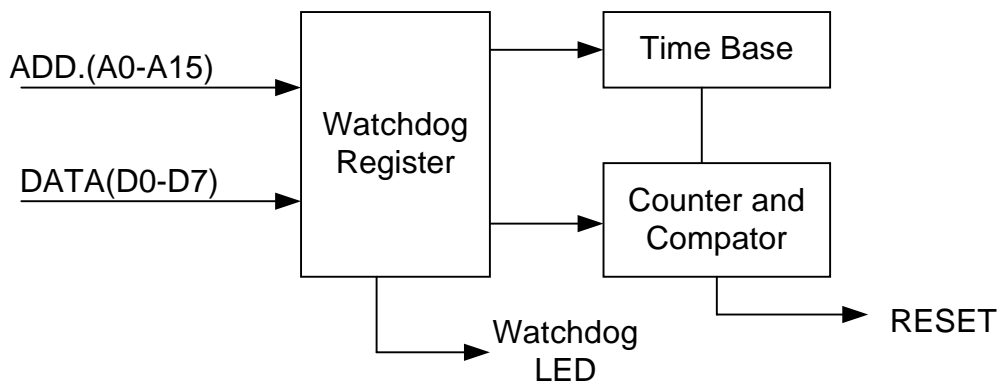 ADD.(A0-A15)
DATA(D0-D7)
Watchdog
Register
Time Base
Counter and
Compator
Watchdog
LED
RESET